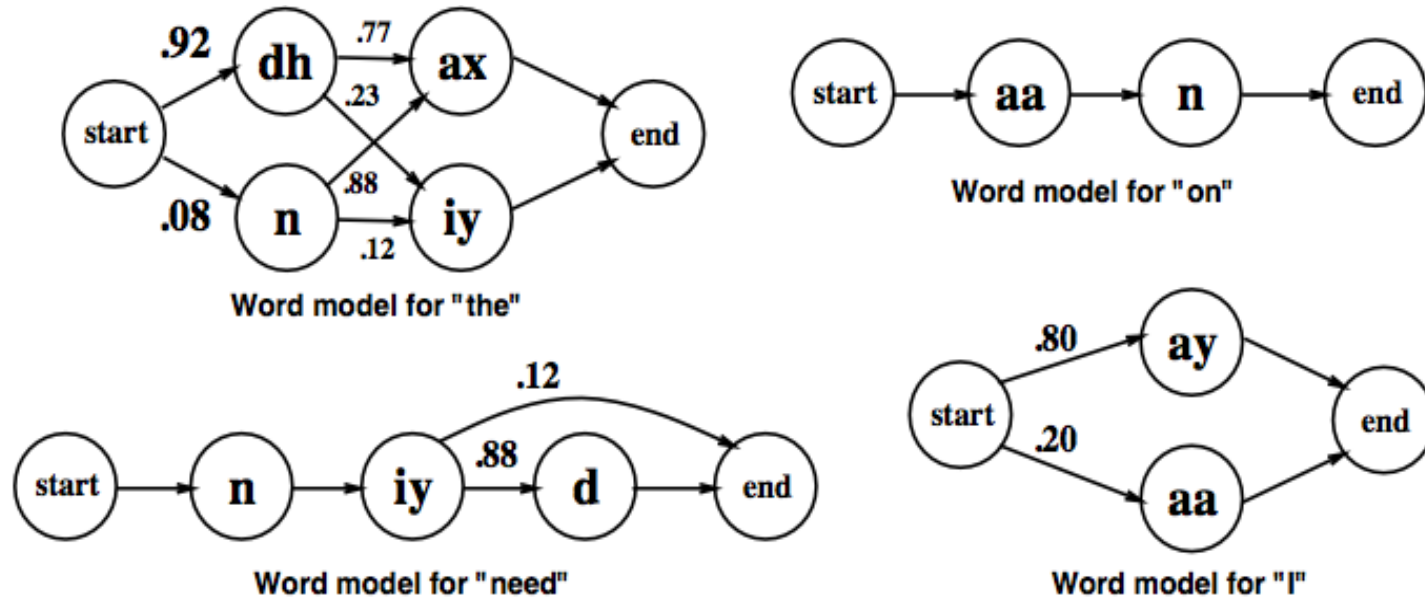 .92
dh
.77
ax
.23
start
end
.88
.08
n
iy
.12
Word model for "the"
start
aa
n
end
Word model for "on"
.12
start
n
iy
.88
d
end
Word model for "need"
.80
ay
start
end
.20
aa
Word model for "I"